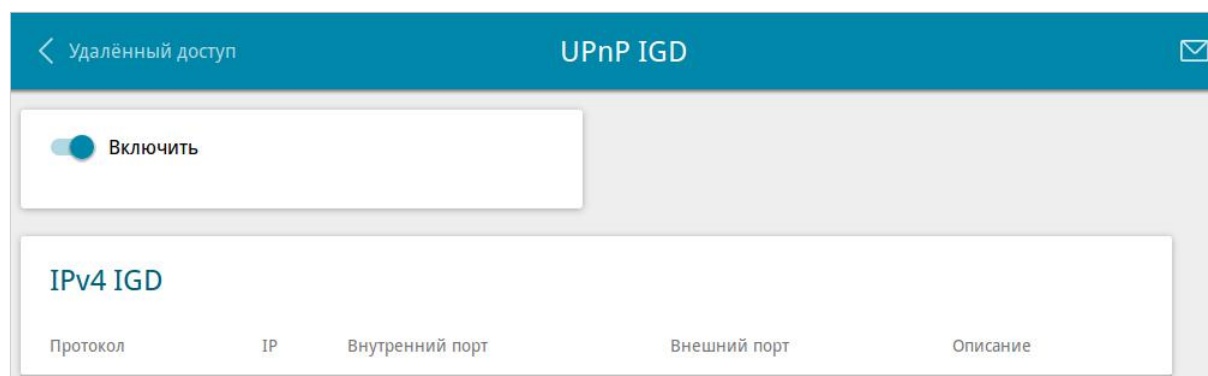 Удалённый доступ UPnP IGD
Включить
IPv4 IGD
Протокол IP Внутренний порт Внешний порт Описание